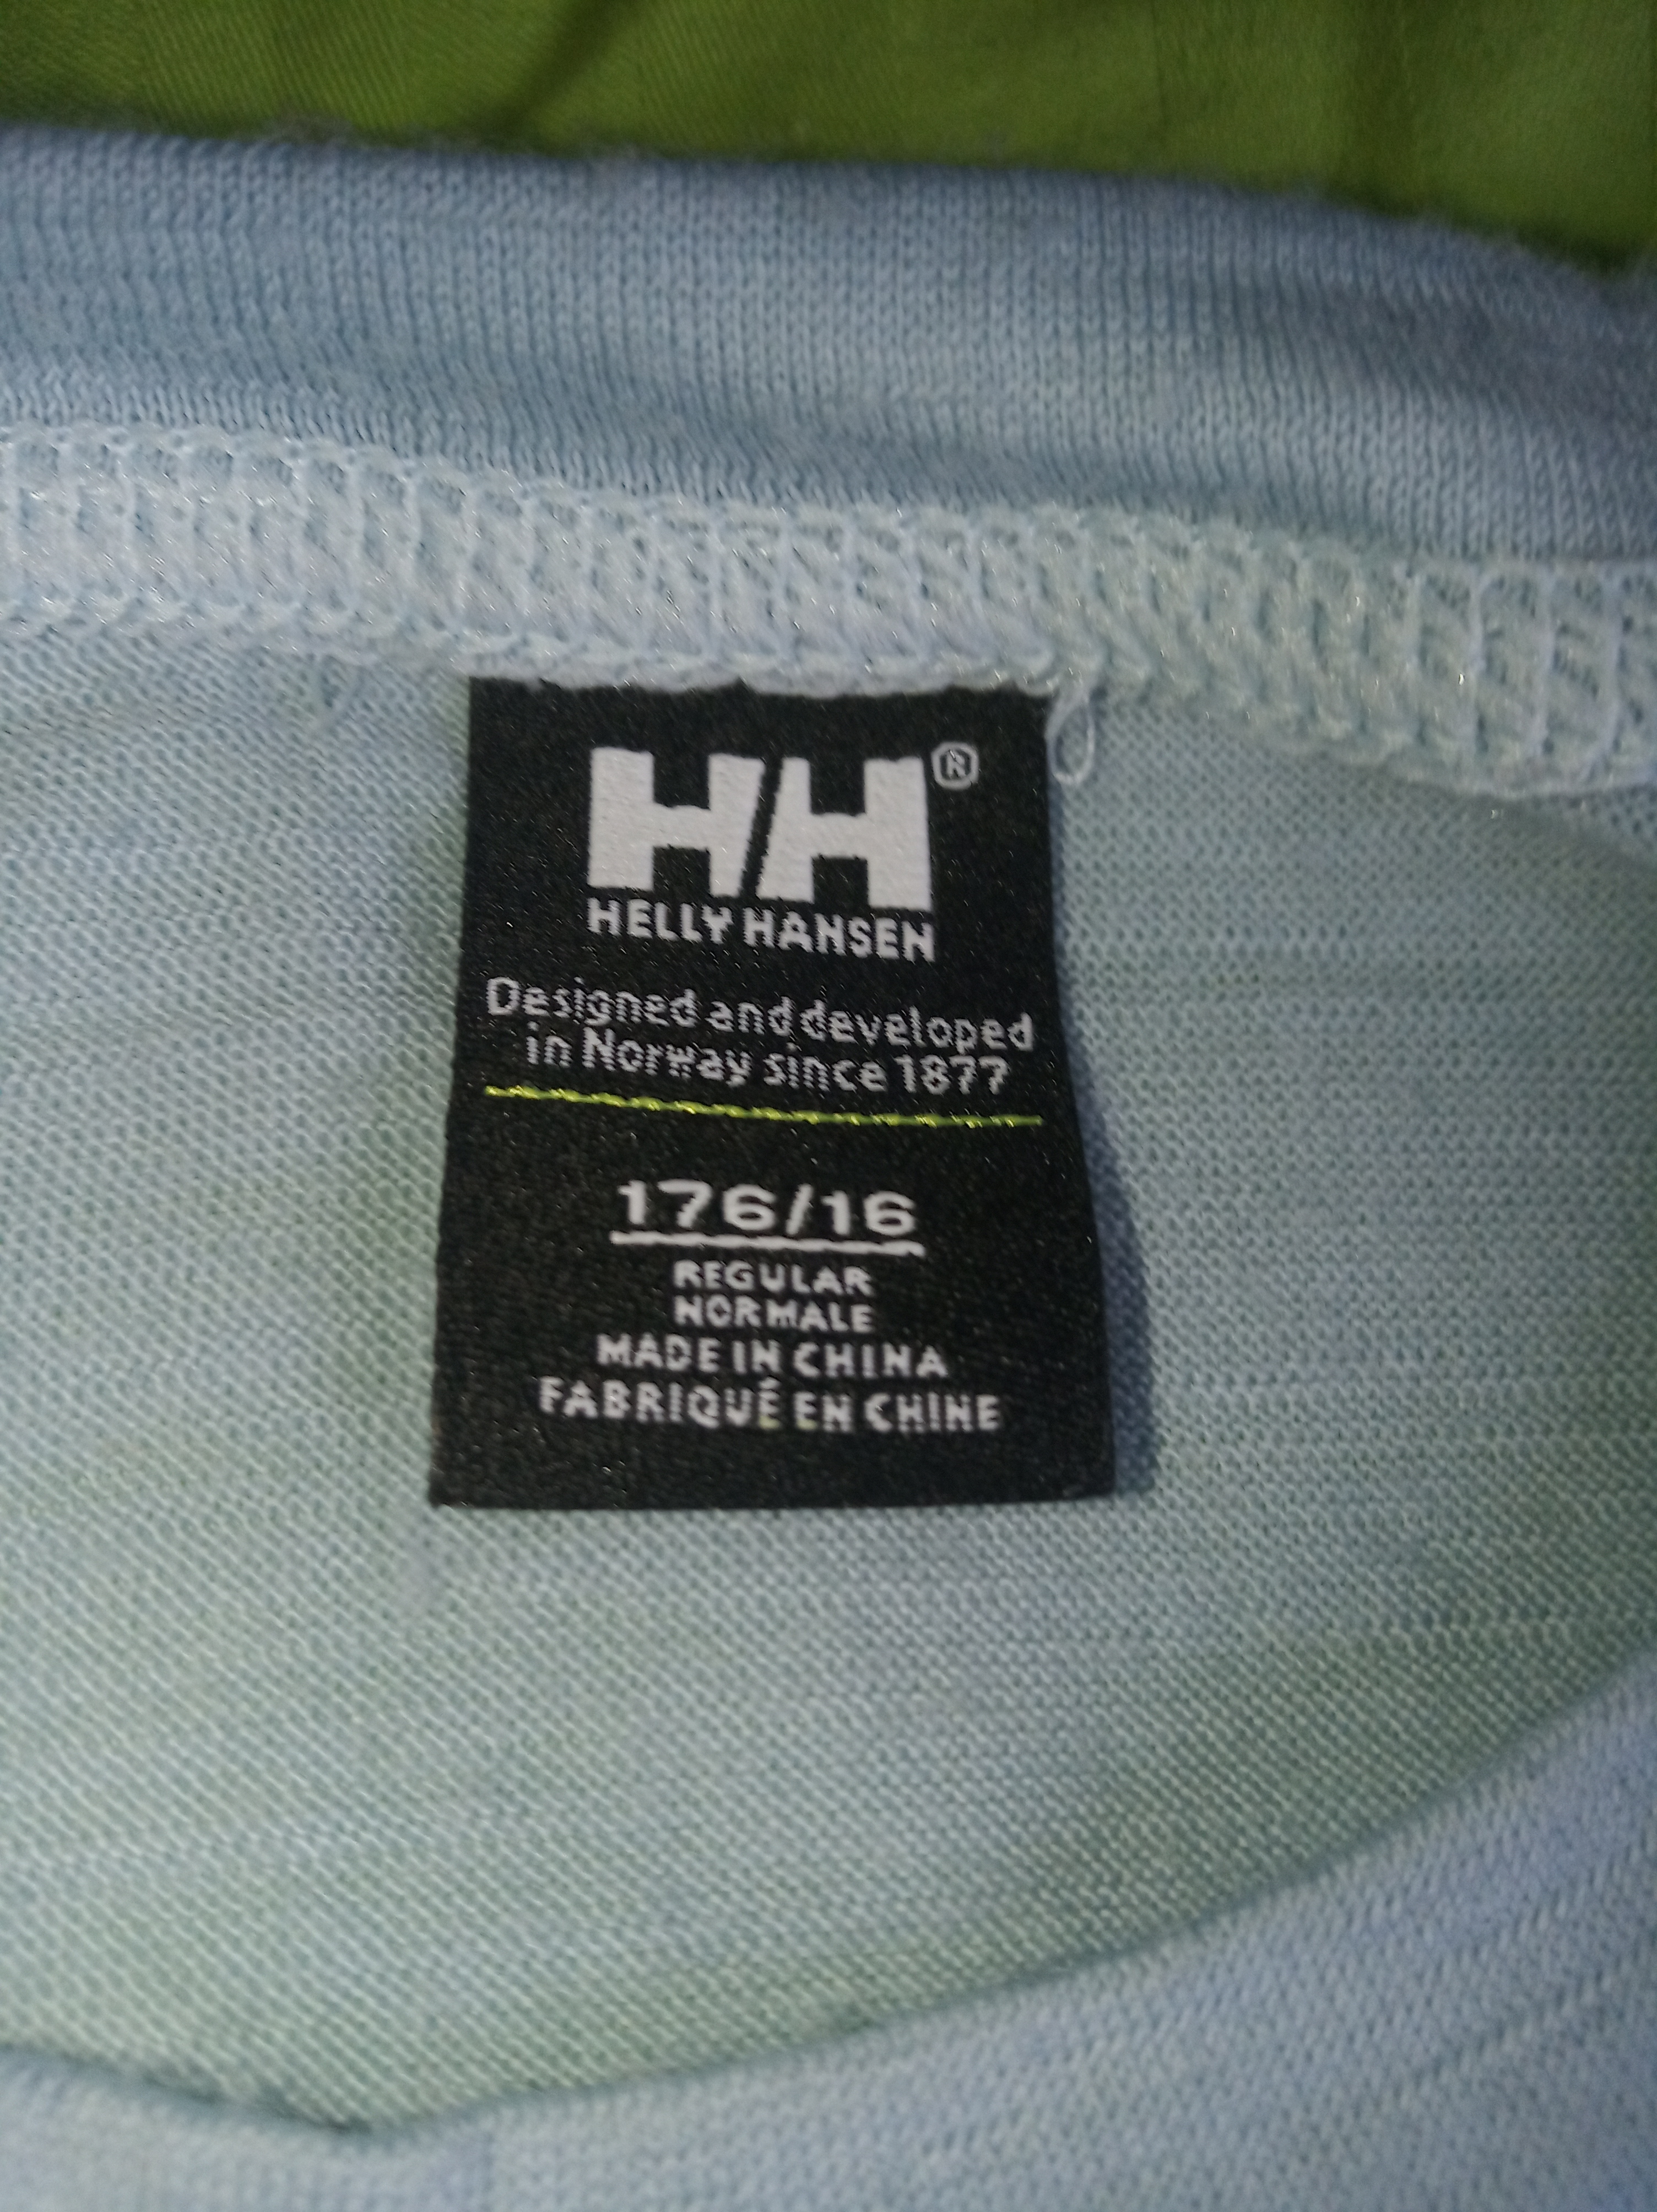 HH®
HELLY HANSEN
Designed and developed
in Norway since 1877
176/16
REGULAR
NORMALE
MADE IN CHINA
FABRIQUÉ EN CHINE